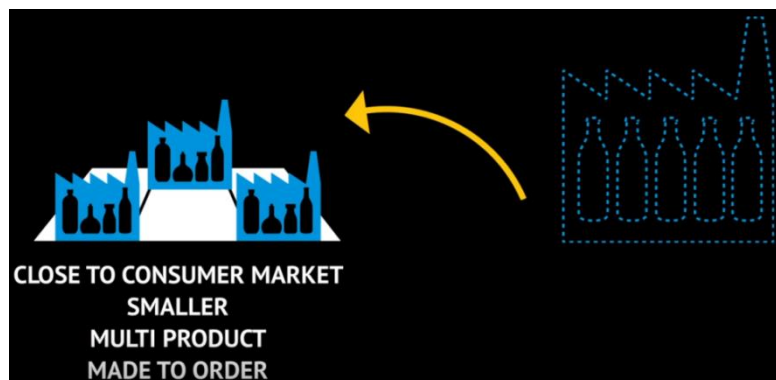 CLOSE TO CONSUMER MARKET
SMALLER
MULTI PRODUCT
MADE TO ORDER